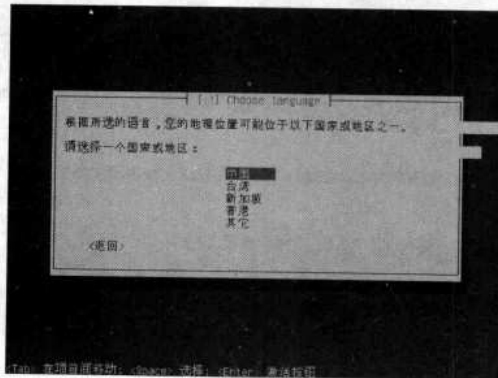 [!!] Choose language
根据所选的语言，您的地理位置可能位于以下国家或地区之一。
请选择一个国家或地区：
中国
台湾
新加坡
香港
其它
<返回>
<Tab> 在项目间移动; <Space> 选择; <Enter> 激活按钮